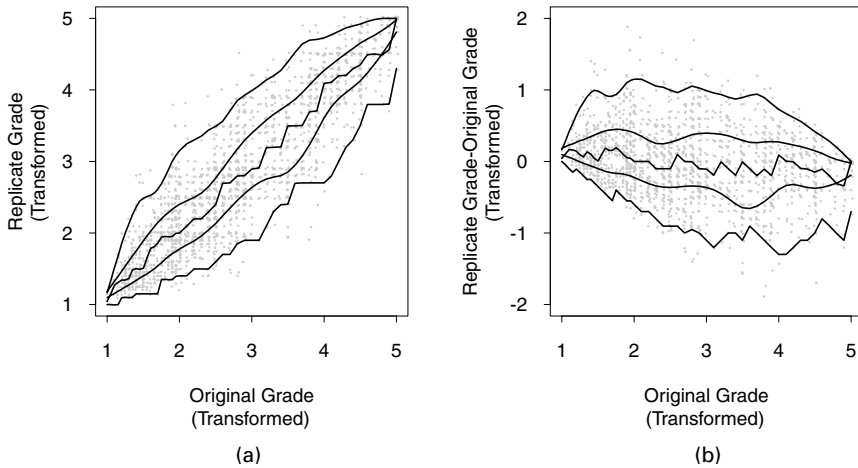 5
4
3
2
1
Replicate Grade
(Transformed)
1 2 3 4 5
Original Grade
(Transformed)
(a)
2
1
0
-1
-2
Replicate Grade-Original Grade
(Transformed)
1 2 3 4 5
Original Grade
(Transformed)
(b)